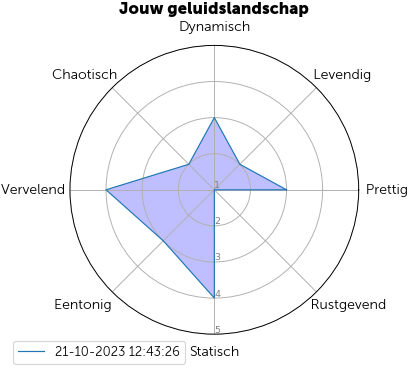 Jouw geluidslandschap
Dynamisch
Chaotisch
Levendig
Vervelend
1
Prettig
2
3
4
Eentonig
Rustgevend
5
21-10-2023 12:43:26
Statisch